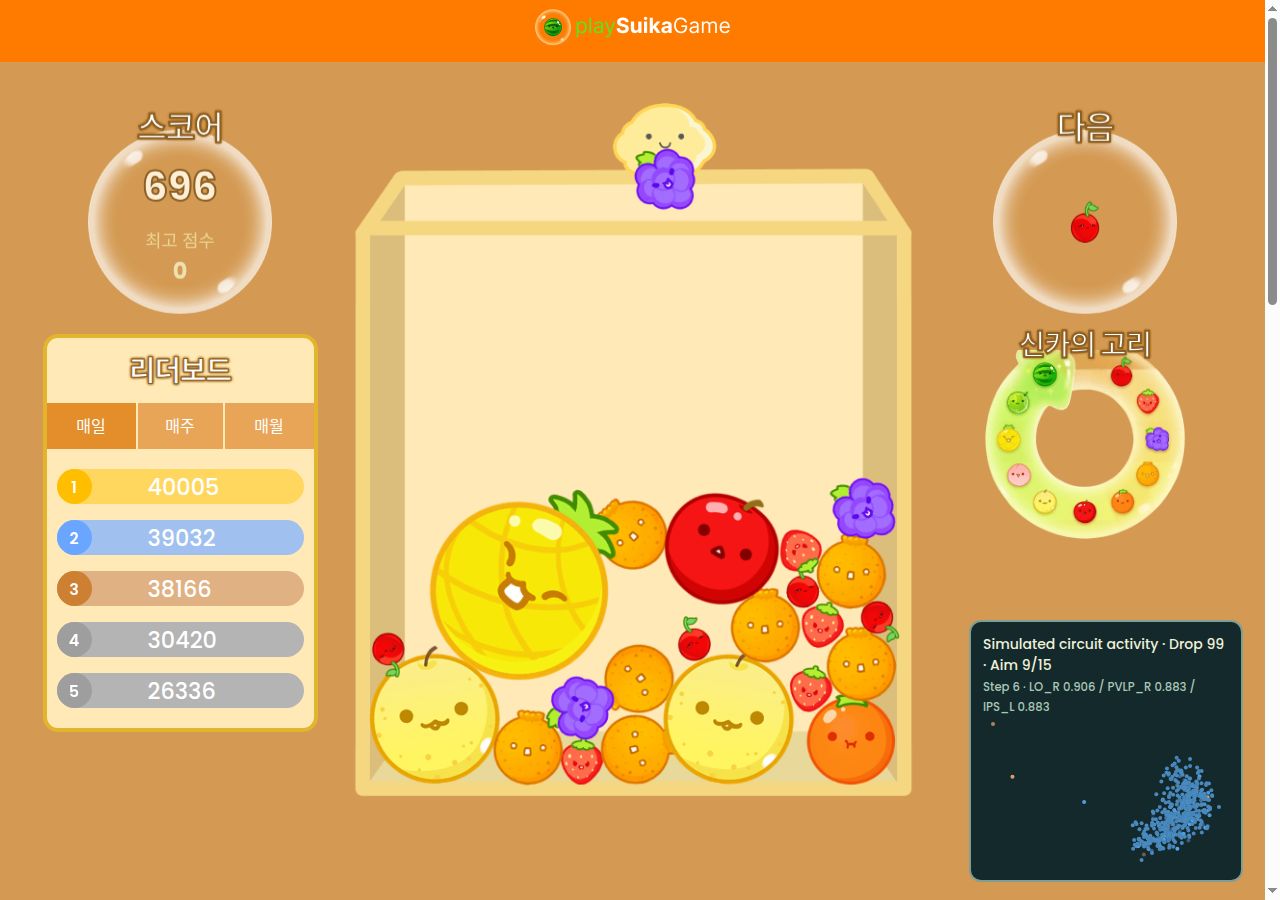 playSuikaGame
스코어
696
최고 점수
0
다음
신카의 고리
리더보드
매일 매주 매월
1 40005
2 39032
3 38166
4 30420
5 26336
Simulated circuit activity · Drop 99
· Aim 9/15
Step 6 · LO_R 0.906 / PVLP_R 0.883 /
IPS_L 0.883